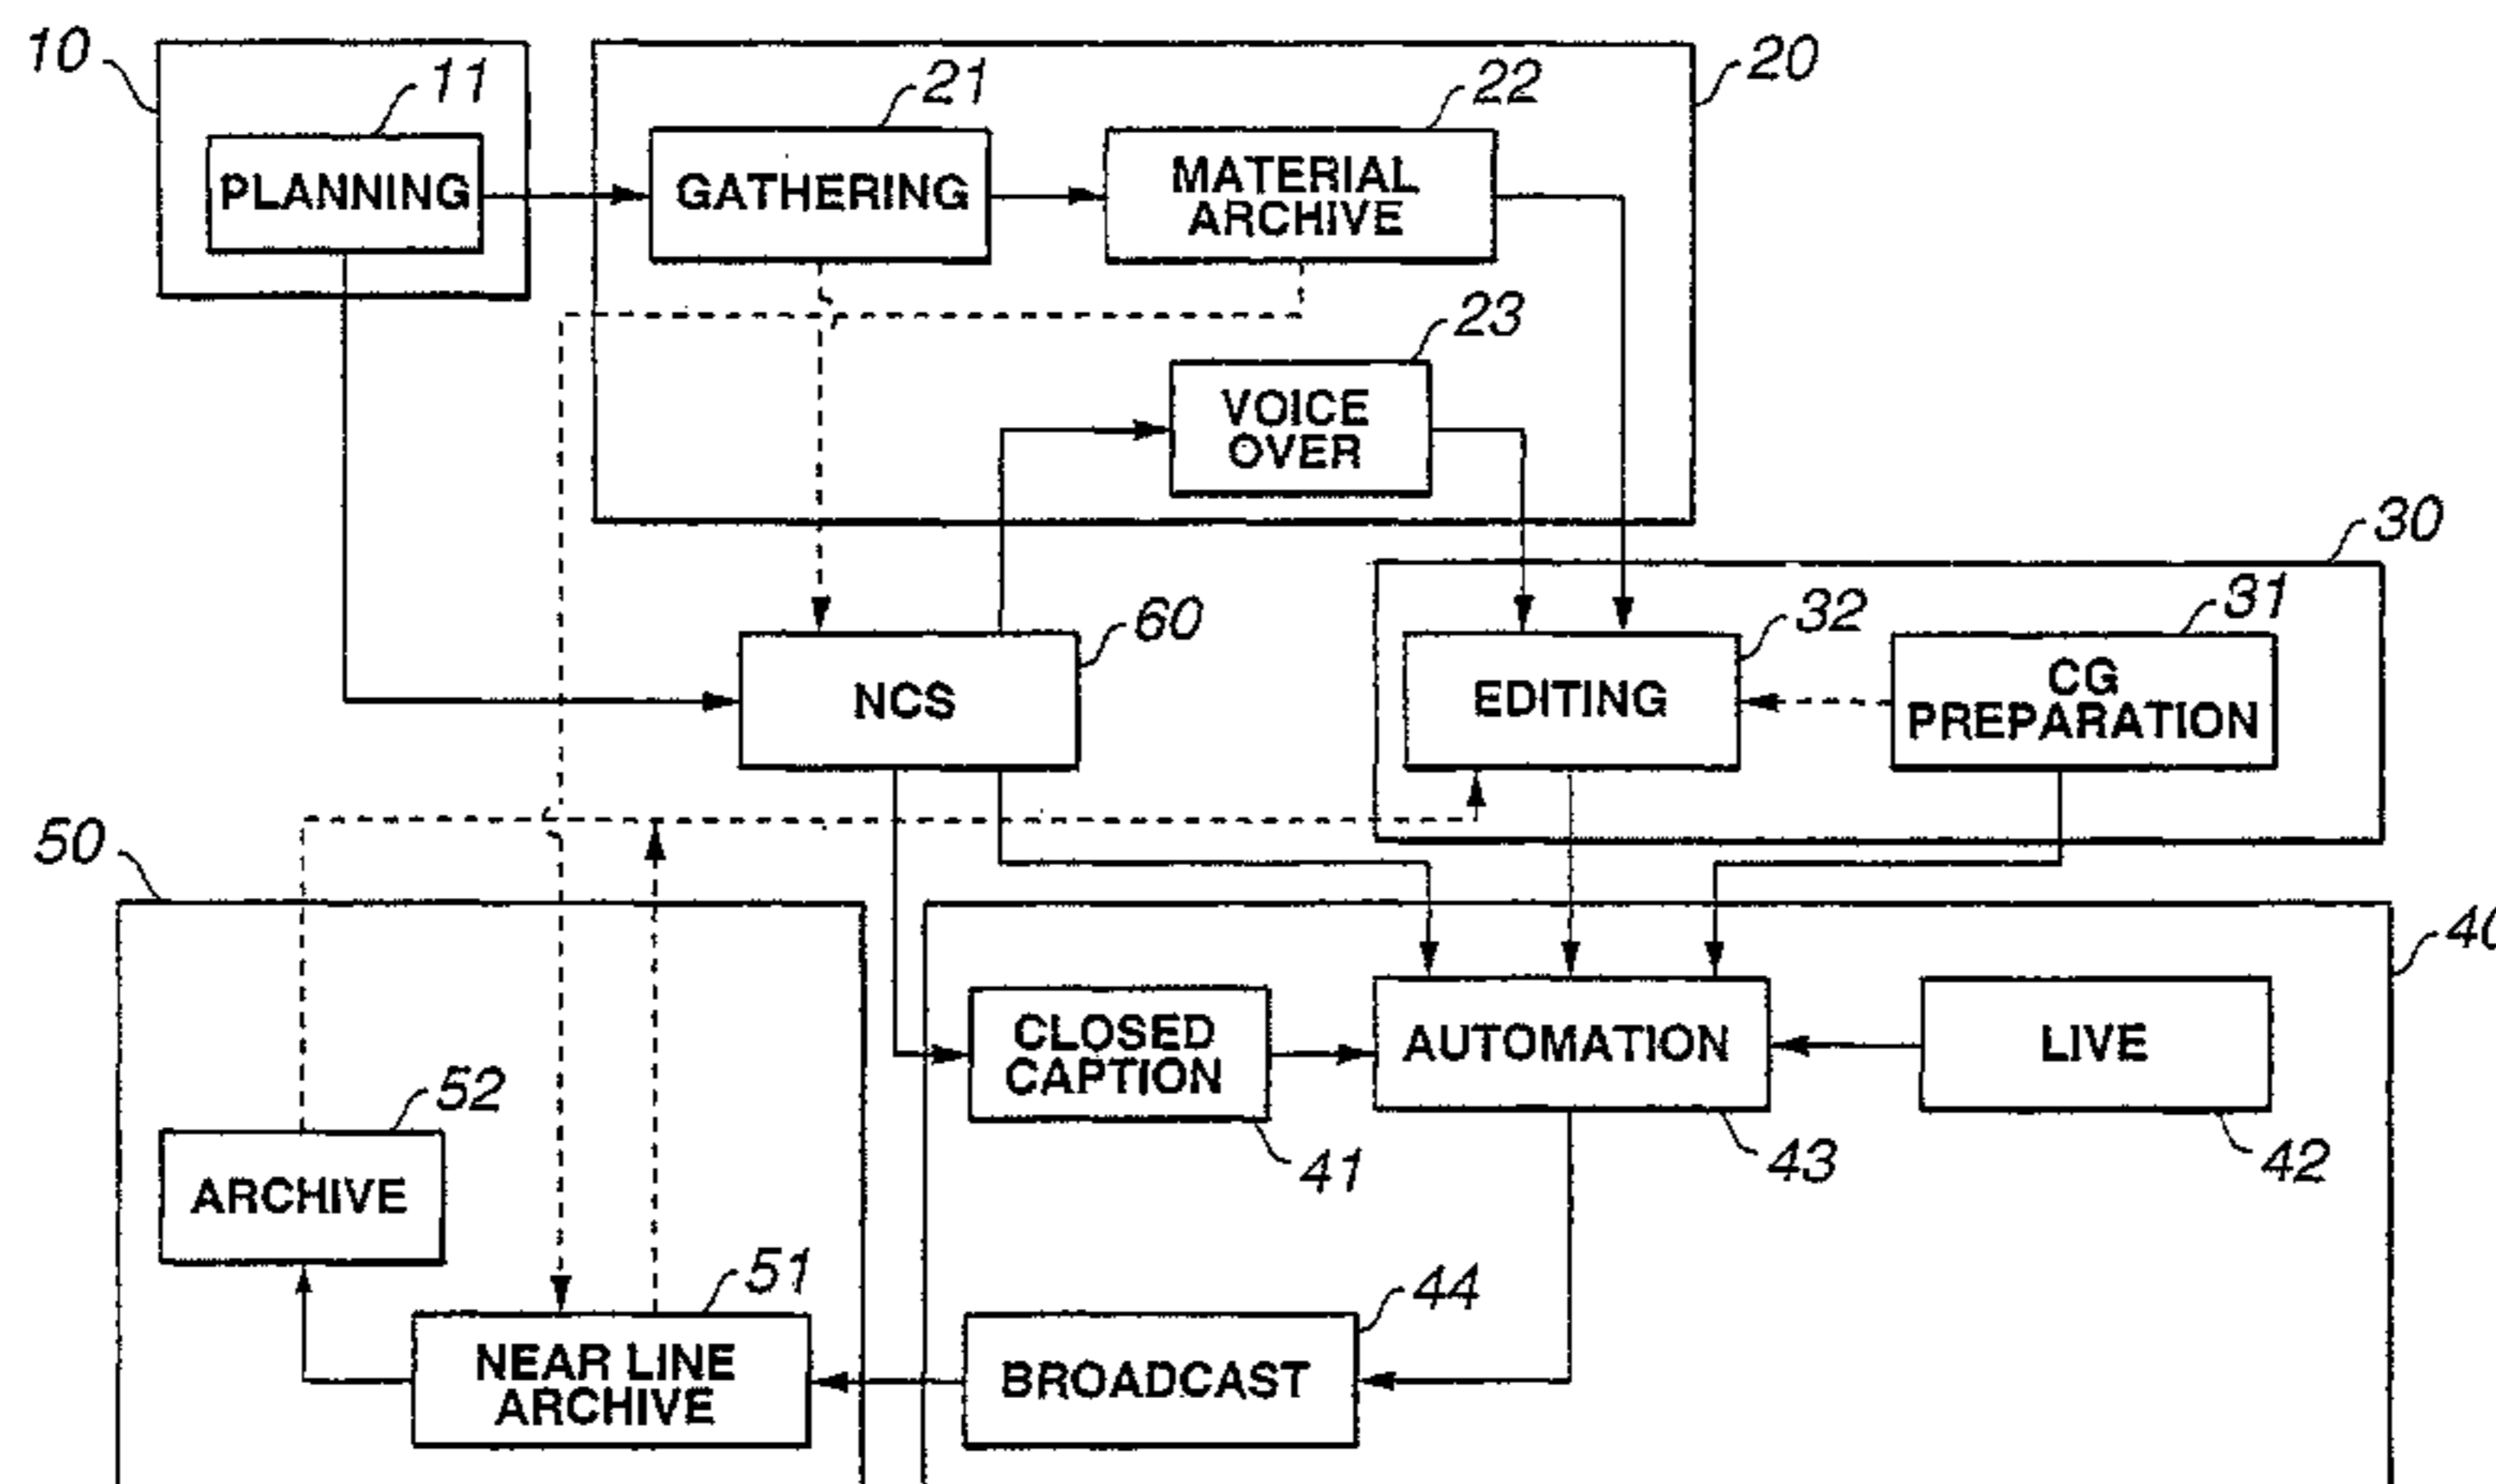 10
11
21
22
20
PLANNING
GATHERING
MATERIAL
ARCHIVE
23
VOICE
OVER
30
60
32
31
NCS
EDITING
CG
PREPARATION
50
40
CLOSED
CAPTION
AUTOMATION
LIVE
52
41
43
42
ARCHIVE
51
44
NEAR LINE
ARCHIVE
BROADCAST